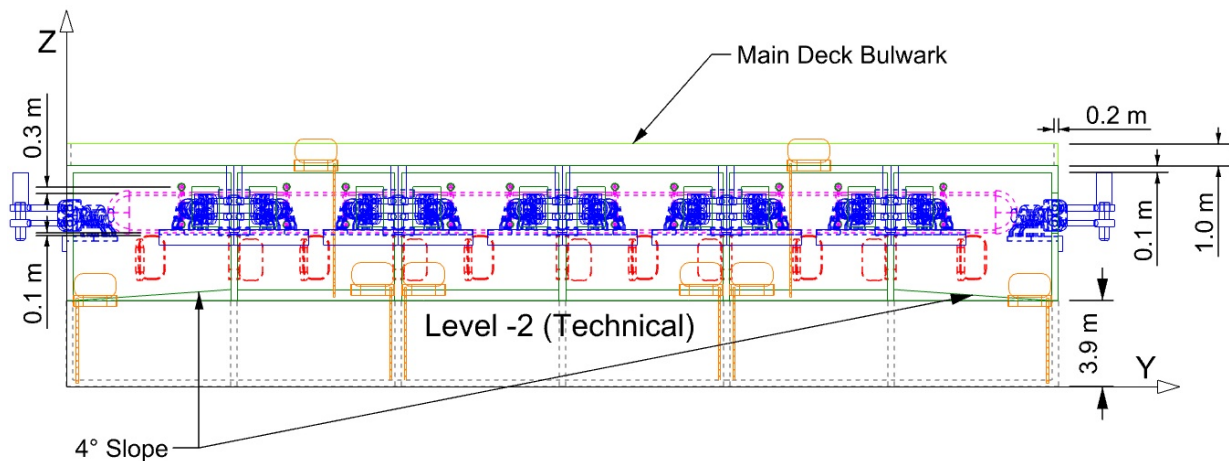 Z
Main Deck Bulwark
0.2 m
0.3 m
0.1 m
0.1 m
1.0 m
Level -2 (Technical)
3.9 m
Y
4° Slope